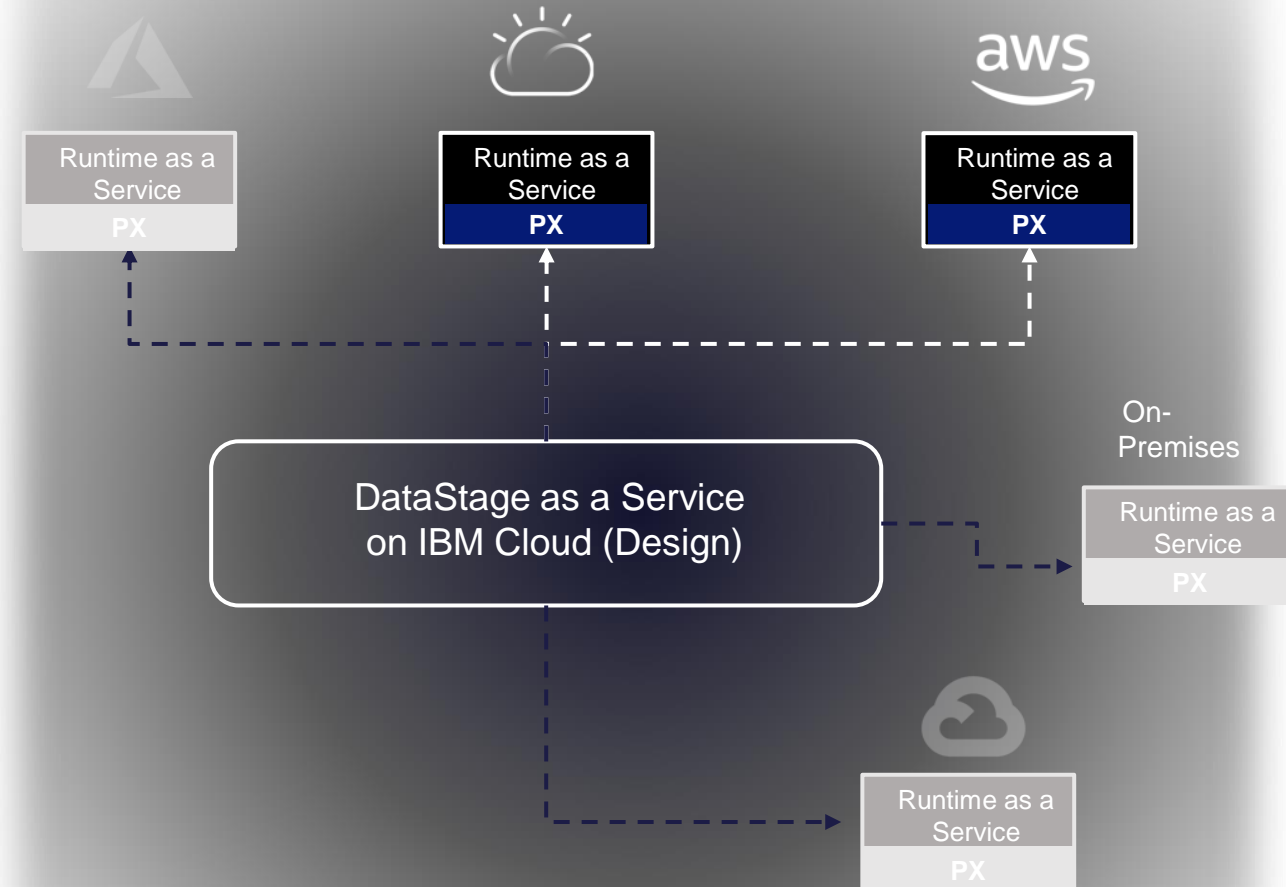 aws
Runtime as a
Service
PX
Runtime as a
Service
PX
Runtime as a
Service
PX
On-
Premises
DataStage as a Service
on IBM Cloud (Design)
Runtime as a
Service
PX
Runtime as a
Service
PX